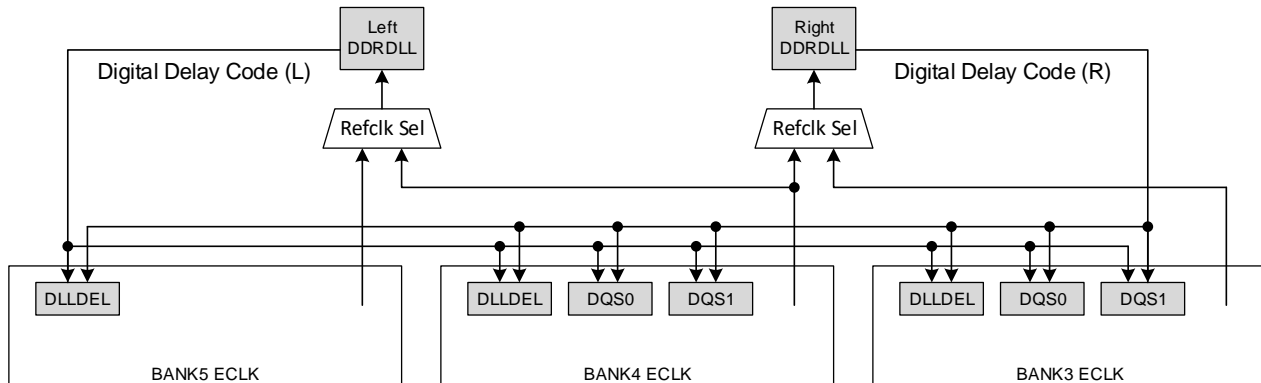 Left
DDRDLL
Right
DDRDLL
Digital Delay Code (L)
Digital Delay Code (R)
Refclk Sel
Refclk Sel
DLLDEL
DLLDEL
DQS0
DQS1
DLLDEL
DQS0
DQS1
BANK5 ECLK
BANK4 ECLK
BANK3 ECLK